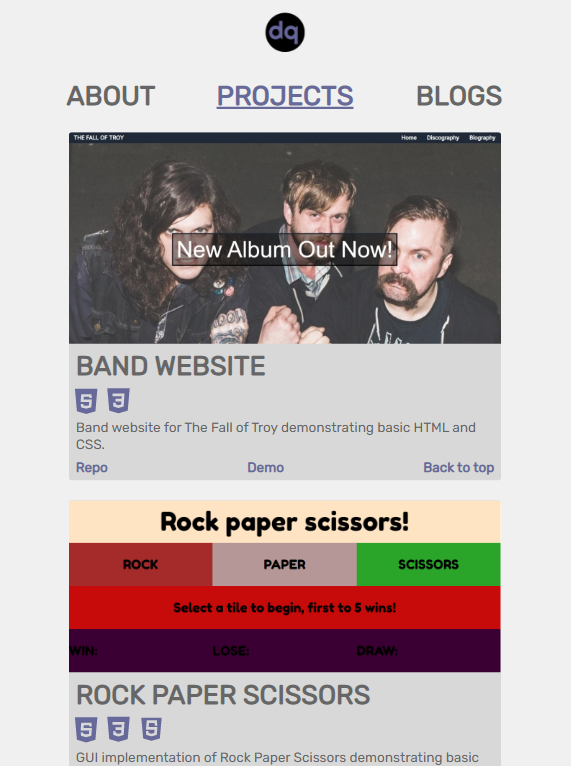 dq
ABOUT PROJECTS BLOGS
THE FALL OF TROY Home Discography Biography
New Album Out Now!
BAND WEBSITE
5 3
Band website for The Fall of Troy demonstrating basic HTML and
CSS.
Repo Demo Back to top
Rock paper scissors!
ROCK PAPER SCISSORS
Select a tile to begin, first to 5 wins!
WIN: LOSE: DRAW:
ROCK PAPER SCISSORS
5 3 5
GUI implementation of Rock Paper Scissors demonstrating basic